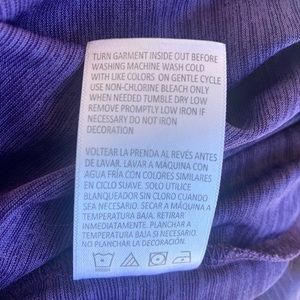 TURN GARMENT INSIDE OUT BEFORE
WASHING MACHINE WASH COLD
WITH LIKE COLORS ON GENTLE CYCLE
USE NON-CHLORINE BLEACH ONLY
WHEN NEEDED TUMBLE DRY LOW
REMOVE PROMPTLY LOW IRON IF
NECESSARY DO NOT IRON
DECORATION
VOLTEAR LA PRENDA AL REVÉS ANTES
DE LAVAR. LAVAR A MÁQUINA CON
AGUA FRÍA CON COLORES SIMILARES
EN CICLO SUAVE. SOLO UTILICE
BLANQUEADOR SIN CLORO CUANDO
SEA NECESARIO. SECAR A MÁQUINA A
TEMPERATURA BAJA. RETIRAR
INMEDIATAMENTE. PLANCHAR A
TEMPERATURA BAJA SI ES NECESARIO.
NO PLANCHAR LA DECORACIÓN.